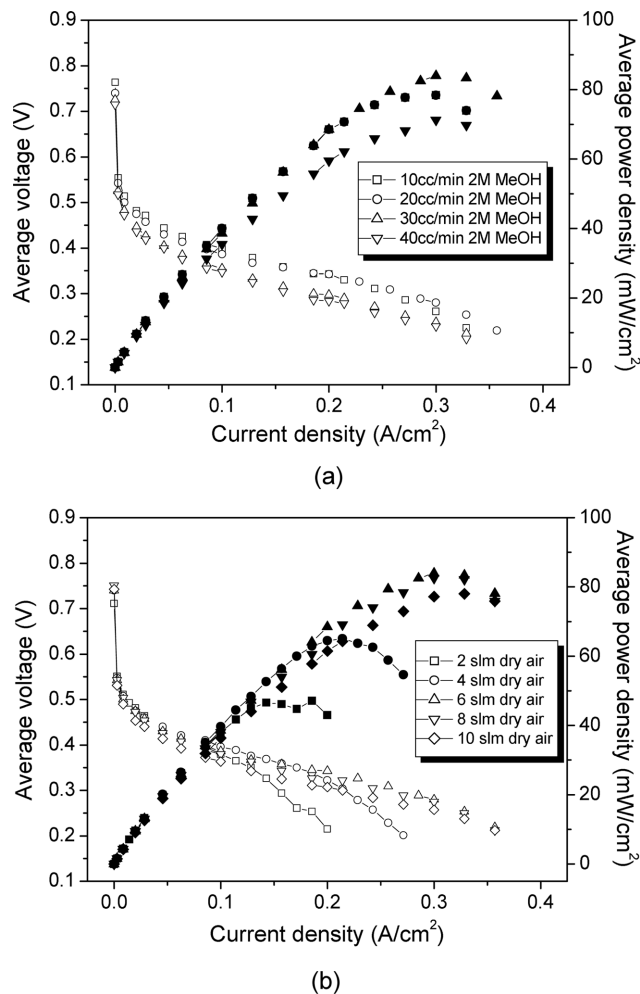 0.9
0.8
0.7
0.6
0.5
0.4
0.3
0.2
0.1
Average voltage (V)
100
80
60
40
20
0
Average power density (mW/cm²)
10cc/min 2M MeOH
20cc/min 2M MeOH
30cc/min 2M MeOH
40cc/min 2M MeOH
0.0 0.1 0.2 0.3 0.4
Current density (A/cm²)
(a)
0.9
0.8
0.7
0.6
0.5
0.4
0.3
0.2
0.1
Average voltage (V)
100
80
60
40
20
0
Average power density (mW/cm²)
2 slm dry air
4 slm dry air
6 slm dry air
8 slm dry air
10 slm dry air
0.0 0.1 0.2 0.3 0.4
Current density (A/cm²)
(b)